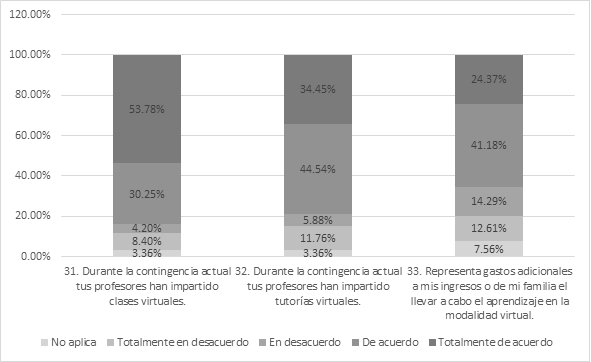 120.00%
100.00%
80.00%
60.00%
40.00%
20.00%
0.00%
53.78%
30.25%
4.20%
8.40%
3.36%
34.45%
44.54%
5.88%
11.76%
3.36%
24.37%
41.18%
14.29%
12.61%
7.56%
31. Durante la contingencia actual
tus profesores han impartido
clases virtuales.
32. Durante la contingencia actual
tus profesores han impartido
tutorías virtuales.
33. Representa gastos adicionales
a mis ingresos o de mi familia el
llevar a cabo el aprendizaje en la
modalidad virtual.
No aplica
Totalmente en desacuerdo
En desacuerdo
De acuerdo
Totalmente de acuerdo